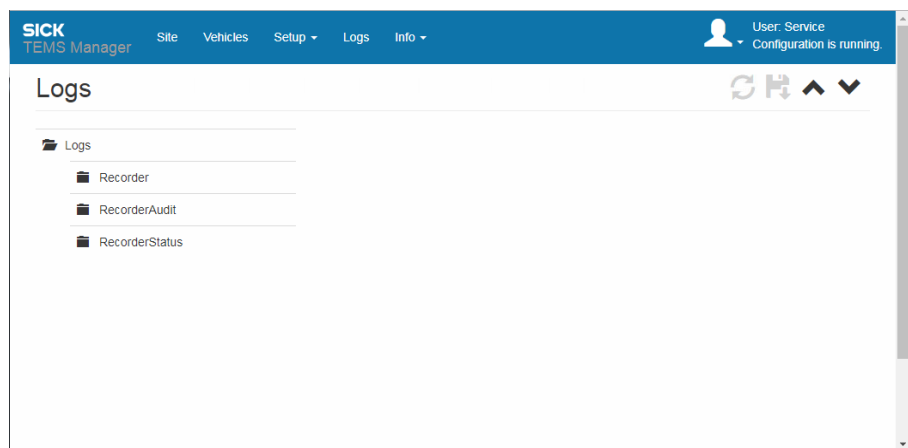 SICK
TEMS Manager
Site Vehicles Setup Logs Info
User: Service
Configuration is running.
Logs
Logs
Recorder
RecorderAudit
RecorderStatus